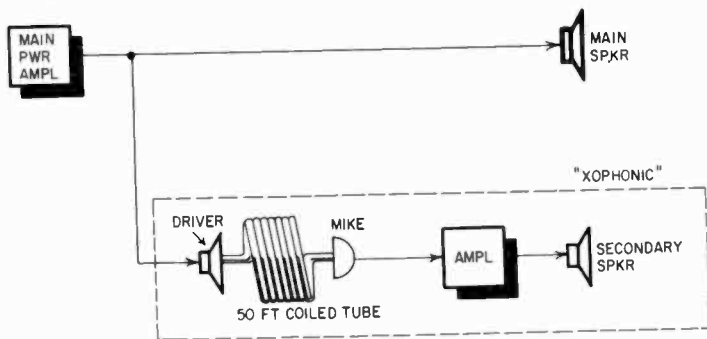 MAIN
PWR
AMPL
MAIN
SPKR
"XOPHONIC"
DRIVER
MIKE
AMPL
SECONDARY
SPKR
50 FT COILED TUBE